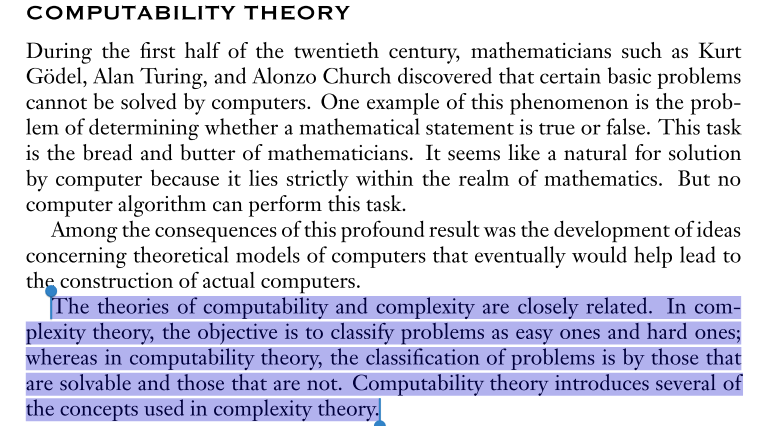 COMPUTABILITY THEORY
During the first half of the twentieth century, mathematicians such as Kurt
Gödel, Alan Turing, and Alonzo Church discovered that certain basic problems
cannot be solved by computers. One example of this phenomenon is the prob-
lem of determining whether a mathematical statement is true or false. This task
is the bread and butter of mathematicians. It seems like a natural for solution
by computer because it lies strictly within the realm of mathematics. But no
computer algorithm can perform this task.
Among the consequences of this profound result was the development of ideas
concerning theoretical models of computers that eventually would help lead to
the construction of actual computers.
The theories of computability and complexity are closely related. In com-
plexity theory, the objective is to classify problems as easy ones and hard ones;
whereas in computability theory, the classification of problems is by those that
are solvable and those that are not. Computability theory introduces several of
the concepts used in complexity theory.